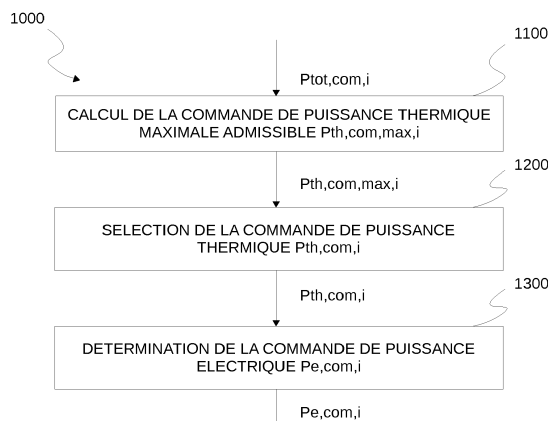 1000
1100
Ptot,com,i
CALCUL DE LA COMMANDE DE PUISSANCE THERMIQUE
MAXIMALE ADMISSIBLE Pth,com,max,i
Pth,com,max,i
1200
SELECTION DE LA COMMANDE DE PUISSANCE
THERMIQUE Pth,com,i
Pth,com,i
1300
DETERMINATION DE LA COMMANDE DE PUISSANCE
ELECTRIQUE Pe,com,i
Pe,com,i